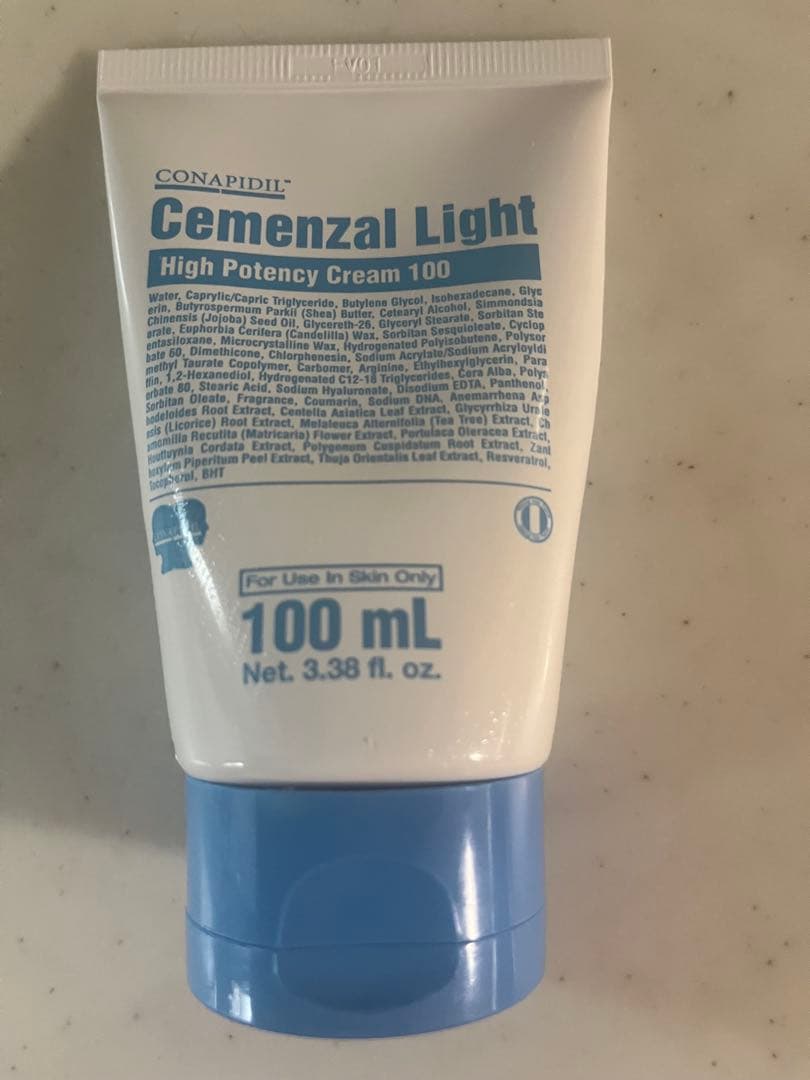 CONAPIDIL™
Cemenzal Light
High Potency Cream 100
Water, Caprylic/Capric Triglyceride, Butylene Glycol, Isohexadecane, Glyc
erin, Butyrospermum Parkii (Shea) Butter, Cetearyl Alcohol, Simmondsia
Chinensis (Jojoba) Seed Oil, Glycereth-26, Glyceryl Stearate, Sorbitan Ste
arate, Euphorbia Cerifera (Candelilla) Wax, Sorbitan Sesquioleate, Cyclop
entasiloxane, Microcrystalline Wax, Hydrogenated Polyisobutene, Polysor
bate 60, Dimethicone, Chlorphenesin, Sodium Acrylate/Sodium Acryloyldi
methyl Taurate Copolymer, Carbomer, Arginine, Ethylhexylglycerin, Para
ffin, 1,2-Hexanediol, Hydrogenated C12-18 Triglycerides, Cera Alba, Polys
orbate 80, Stearic Acid, Sodium Hyaluronate, Disodium EDTA, Panthenol,
Sorbitan Oleate, Fragrance, Coumarin, Sodium DNA, Anemarrhena Asp
hodeloides Root Extract, Centella Asiatica Leaf Extract, Glycyrrhiza Urale
nsis (Licorice) Root Extract, Melaleuca Alternifolia (Tea Tree) Extract, Ch
amomilla Recutita (Matricaria) Flower Extract, Portulaca Oleracea Extract,
Houttuynia Cordata Extract, Polygonum Cuspidatum Root Extract, Zant
hoxylum Piperitum Peel Extract, Thuja Orientalis Leaf Extract, Resveratrol,
Tocopherol, BHT
For Use In Skin Only
100 mL
Net. 3.38 fl. oz.